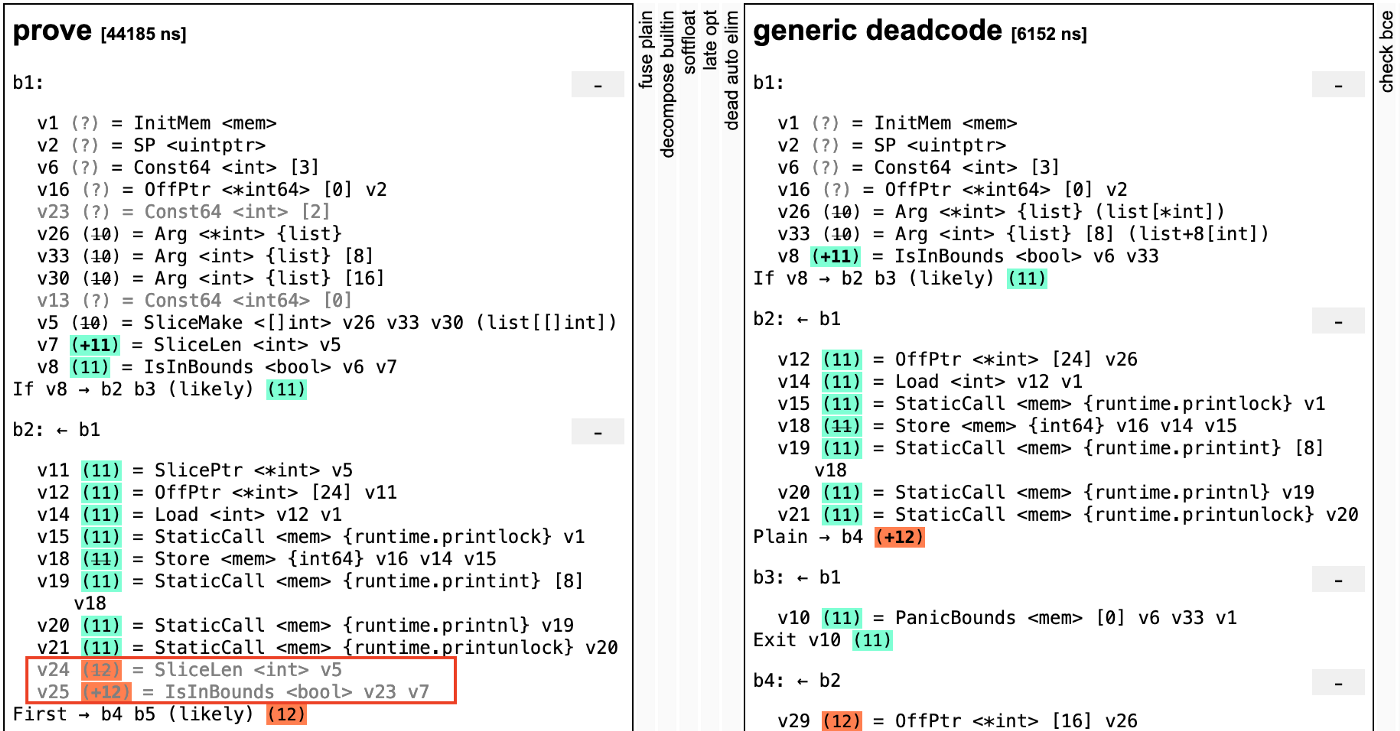 prove [44185 ns]
b1:
-
v1 (?) = InitMem <mem>
v2 (?) = SP <uintptr>
v6 (?) = Const64 <int> [3]
v16 (?) = OffPtr <*int64> [0] v2
v23 (?) = Const64 <int> [2]
v26 (10) = Arg <*int> {list}
v33 (10) = Arg <int> {list} [8]
v30 (10) = Arg <int> {list} [16]
v13 (?) = Const64 <int64> [0]
v5 (10) = SliceMake <[]int> v26 v33 v30 (list[[]int])
v7 (+11) = SliceLen <int> v5
v8 (11) = IsInBounds <bool> v6 v7
If v8 → b2 b3 (likely) (11)
b2: ← b1
-
v11 (11) = SlicePtr <*int> v5
v12 (11) = OffPtr <*int> [24] v11
v14 (11) = Load <int> v12 v1
v15 (11) = StaticCall <mem> {runtime.printlock} v1
v18 (11) = Store <mem> {int64} v16 v14 v15
v19 (11) = StaticCall <mem> {runtime.printint} [8]
v18
v20 (11) = StaticCall <mem> {runtime.printnl} v19
v21 (11) = StaticCall <mem> {runtime.printunlock} v20
v24 (12) = SliceLen <int> v5
v25 (+12) = IsInBounds <bool> v23 v7
First → b4 b5 (likely) (12)
fuse plain
decompose builtin
softfloat
late opt
dead auto elim
generic deadcode [6152 ns]
b1:
-
v1 (?) = InitMem <mem>
v2 (?) = SP <uintptr>
v6 (?) = Const64 <int> [3]
v16 (?) = OffPtr <*int64> [0] v2
v26 (10) = Arg <*int> {list} (list[*int])
v33 (10) = Arg <int> {list} [8] (list+8[int])
v8 (+11) = IsInBounds <bool> v6 v33
If v8 → b2 b3 (likely) (11)
b2: ← b1
-
v12 (11) = OffPtr <*int> [24] v26
v14 (11) = Load <int> v12 v1
v15 (11) = StaticCall <mem> {runtime.printlock} v1
v18 (11) = Store <mem> {int64} v16 v14 v15
v19 (11) = StaticCall <mem> {runtime.printint} [8]
v18
v20 (11) = StaticCall <mem> {runtime.printnl} v19
v21 (11) = StaticCall <mem> {runtime.printunlock} v20
Plain → b4 (+12)
b3: ← b1
-
v10 (11) = PanicBounds <mem> [0] v6 v33 v1
Exit v10 (11)
b4: ← b2
-
v29 (12) = OffPtr <*int> [16] v26
check bce